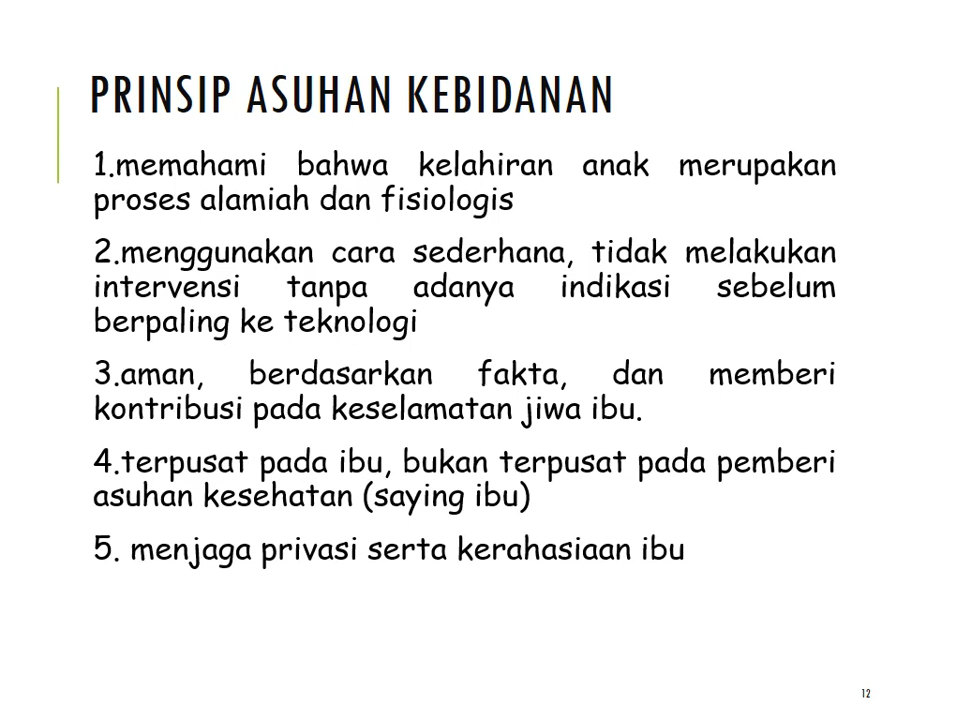 PRINSIP ASUHAN KEBIDANAN
1.memahami bahwa kelahiran anak merupakan
proses alamiah dan fisiologis
2.menggunakan cara sederhana, tidak melakukan
intervensi tanpa adanya indikasi sebelum
berpaling ke teknologi
3.aman, berdasarkan fakta, dan memberi
kontribusi pada keselamatan jiwa ibu.
4.terpusat pada ibu, bukan terpusat pada pemberi
asuhan kesehatan (saying ibu)
5. menjaga privasi serta kerahasiaan ibu
12